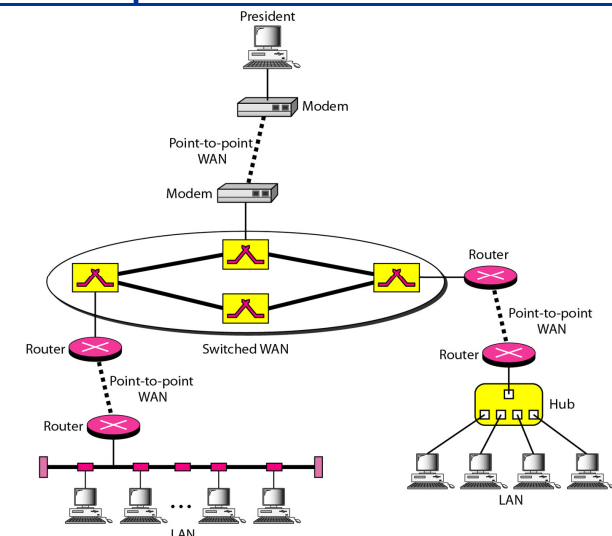 President
Modem
Point-to-point
WAN
Modem
Router
Point-to-point
WAN
Switched WAN
Router
Router
Point-to-point
WAN
Hub
Router
LAN
LAN